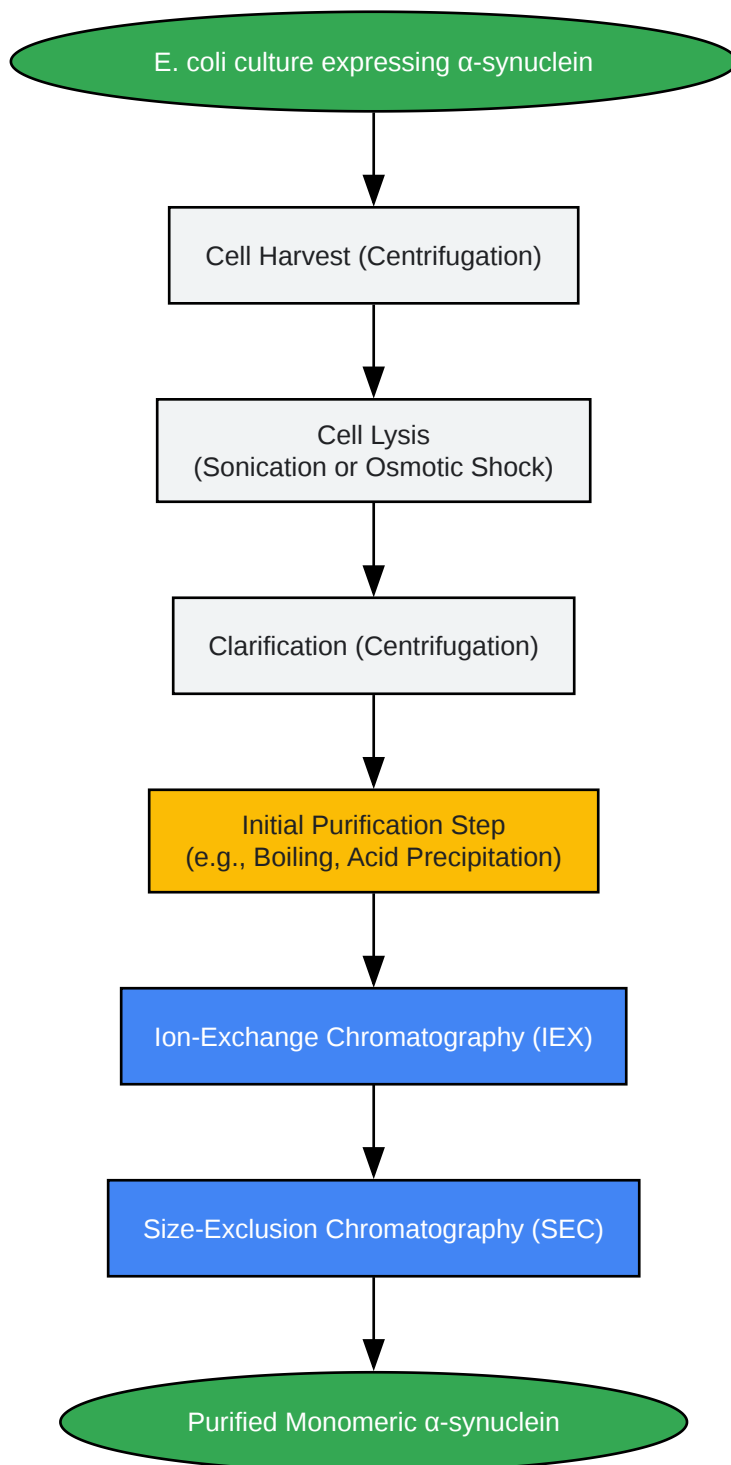 E. coli culture expressing α-synuclein
Cell Harvest (Centrifugation)
Cell Lysis
(Sonication or Osmotic Shock)
Clarification (Centrifugation)
Initial Purification Step
(e.g., Boiling, Acid Precipitation)
Ion-Exchange Chromatography (IEX)
Size-Exclusion Chromatography (SEC)
Purified Monomeric α-synuclein